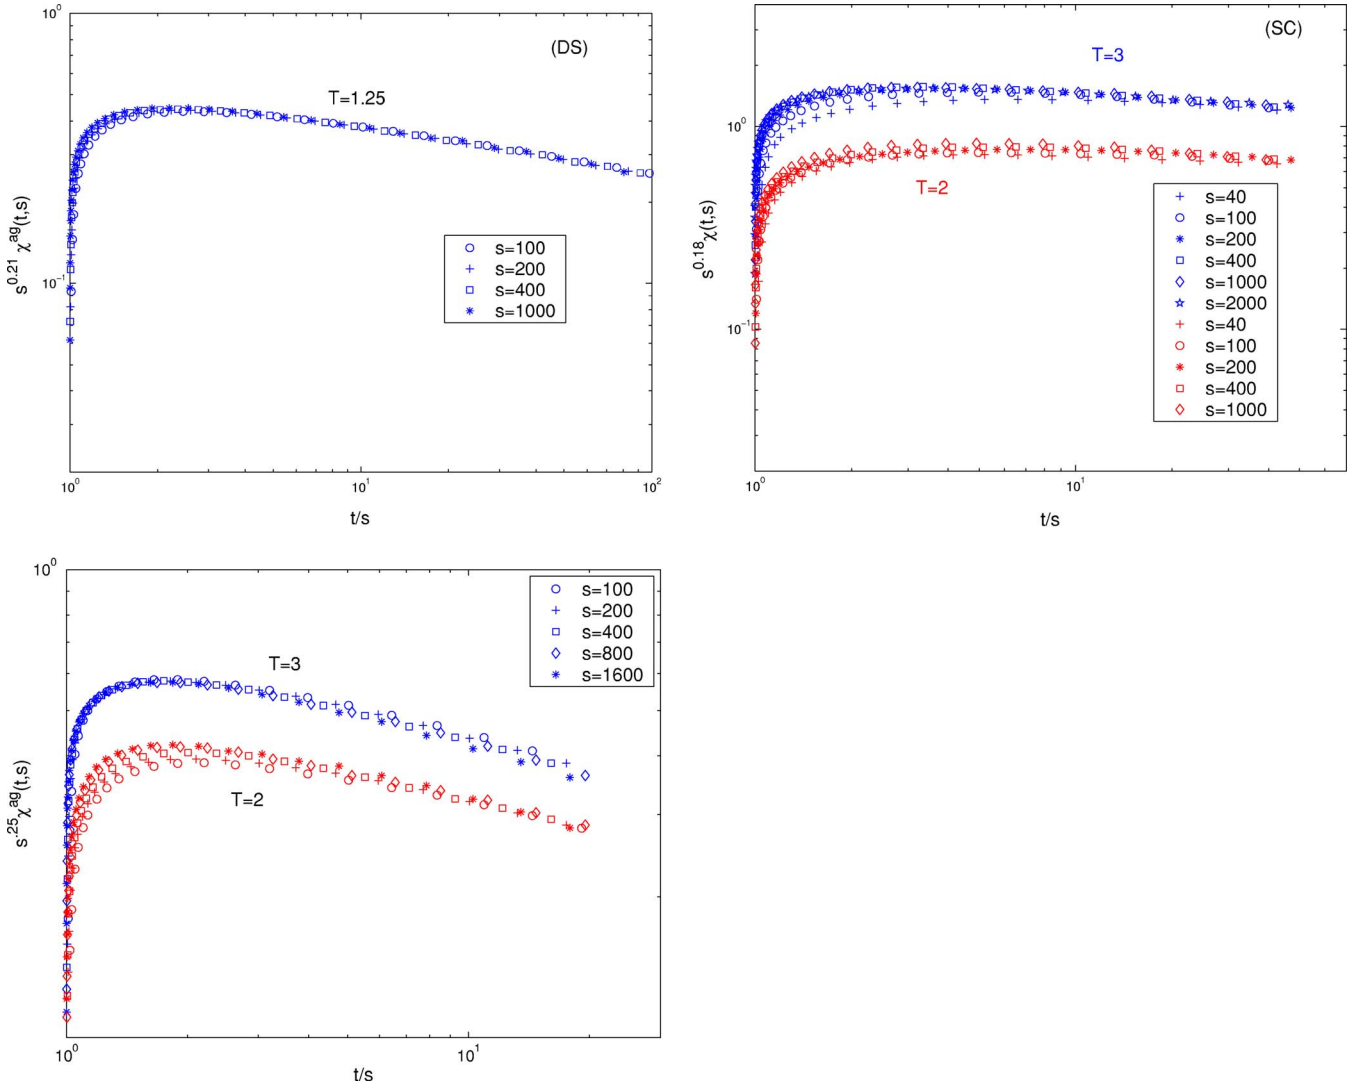 10⁰
(DS)
T=1.25
s^0.21 χ^ag(t,s)
s=100
s=200
s=400
s=1000
10⁻¹
10⁰
10¹
10²
t/s
(SC)
T=3
10⁰
T=2
s^0.18χ(t,s)
s=40
s=100
s=200
s=400
s=1000
s=2000
s=40
s=100
s=200
s=400
s=1000
10⁻¹
10⁰
10¹
t/s
10⁰
s=100
s=200
s=400
s=800
s=1600
T=3
T=2
s^.25χ^ag(t,s)
10⁰
10¹
t/s